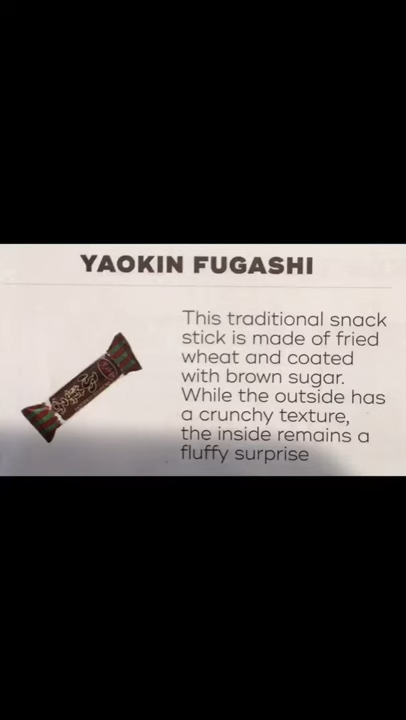 YAOKIN FUGASHI
This traditional snack
stick is made of fried
wheat and coated
with brown sugar.
While the outside has
a crunchy texture,
the inside remains a
fluffy surprise